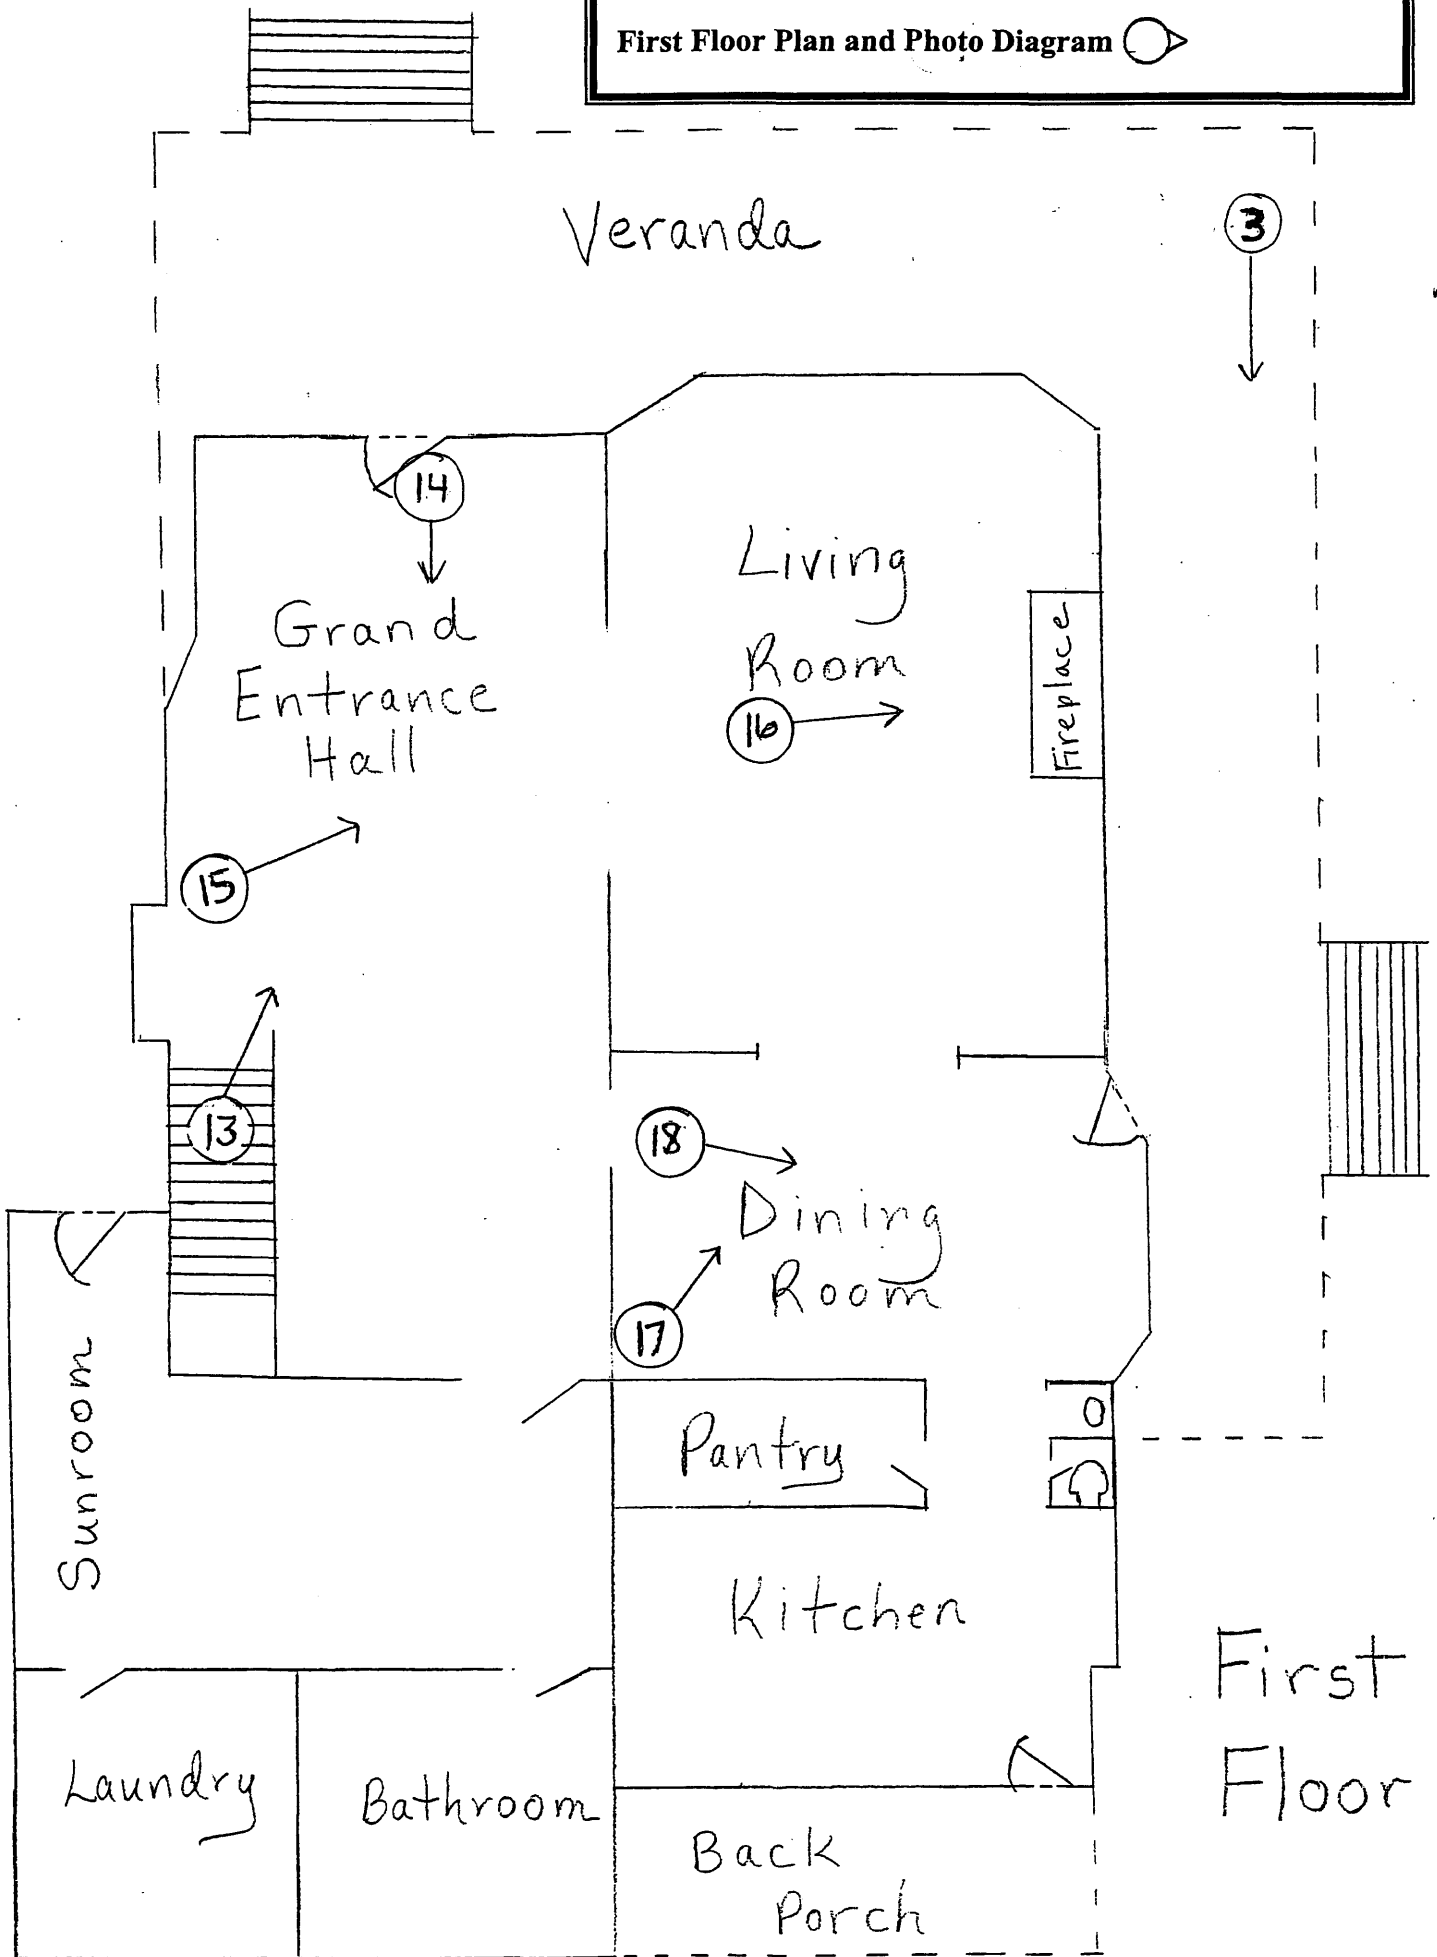 First Floor Plan and Photo Diagram
Veranda
3
14
Living
Room
Grand
Entrance
Hall
Fireplace
16
15
13
18
Dining
Room
17
Sunroom
Pantry
Kitchen
First
Floor
Laundry
Bathroom
Back
Porch